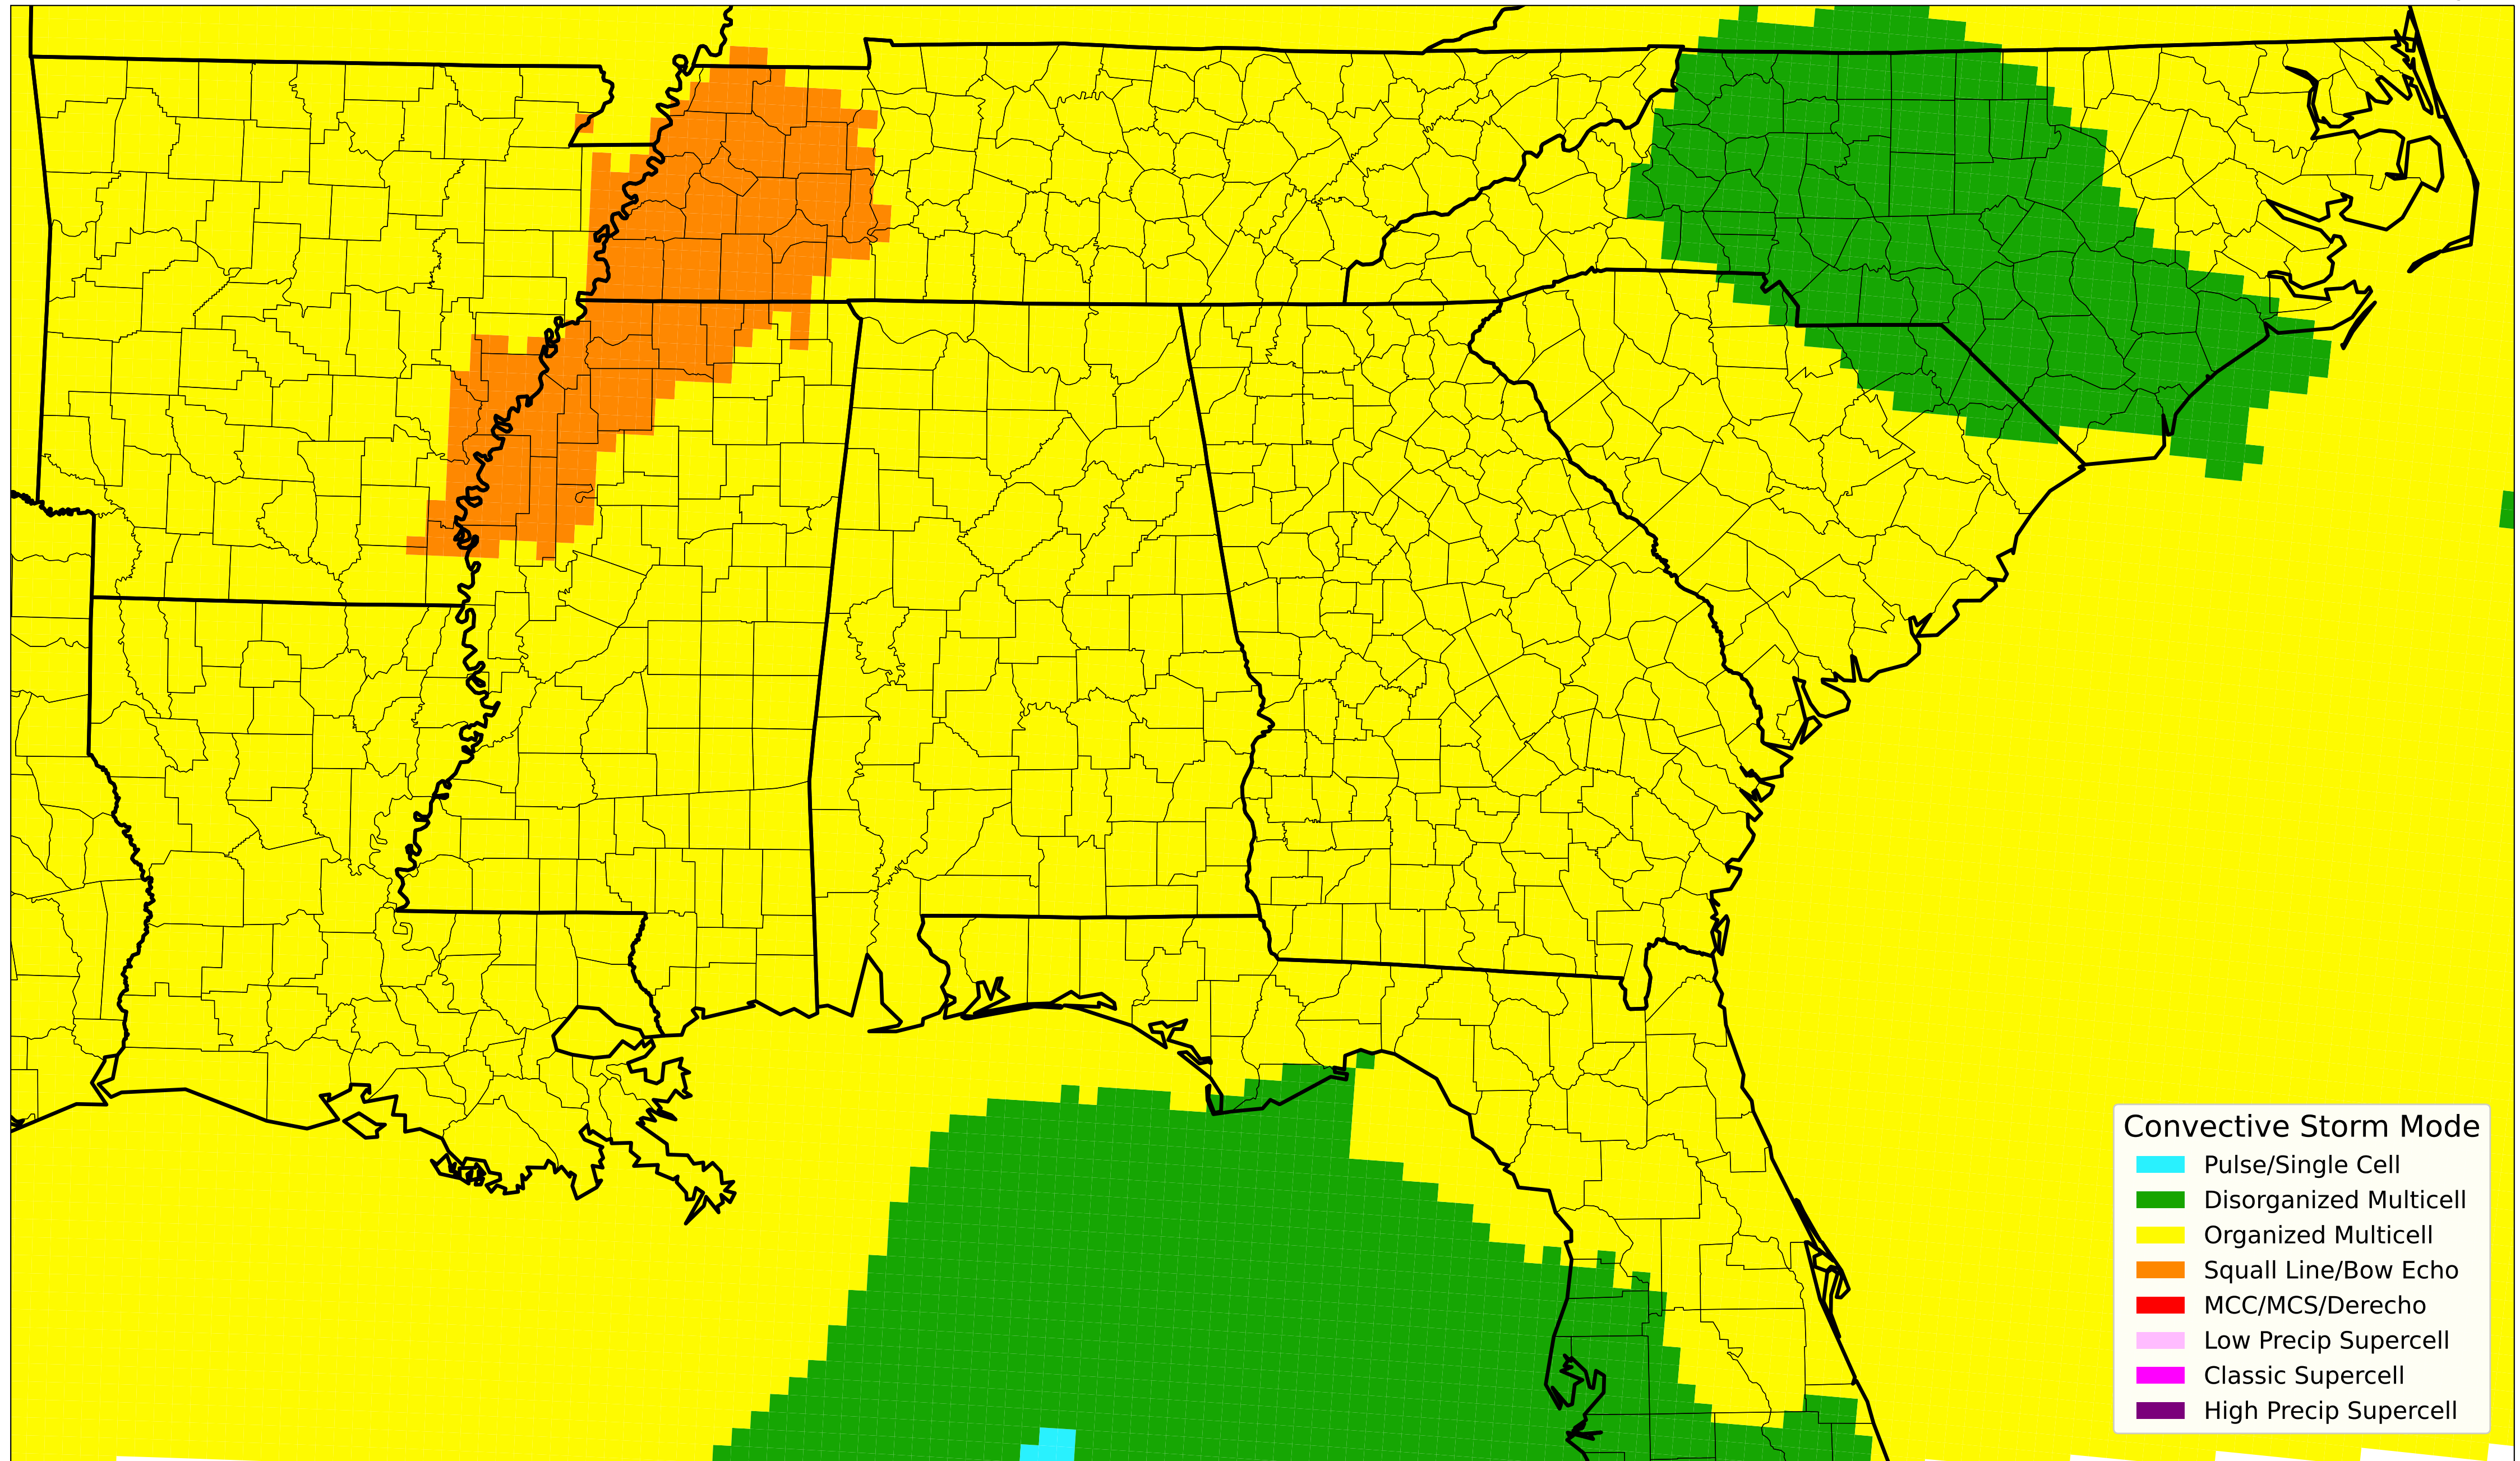 Convective Storm Mode
Pulse/Single Cell
Disorganized Multicell
Organized Multicell
Squall Line/Bow Echo
MCC/MCS/Derecho
Low Precip Supercell
Classic Supercell
High Precip Supercell